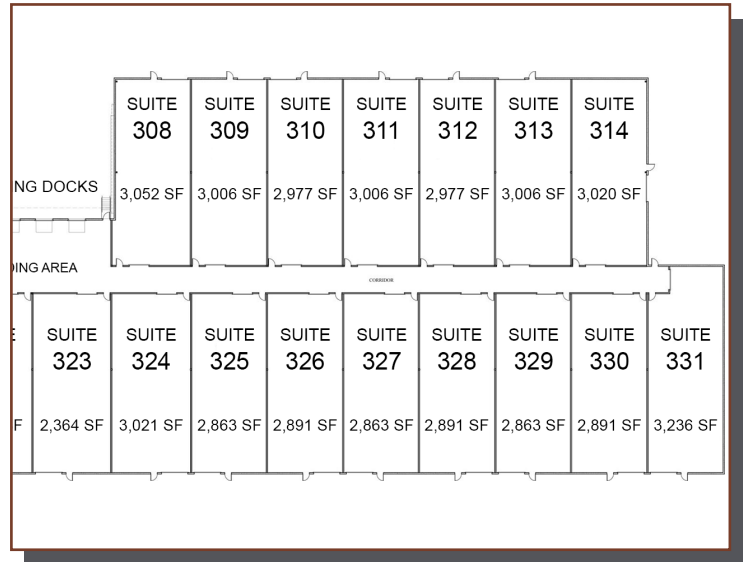 SUITE
308
SUITE
309
SUITE
310
SUITE
311
SUITE
312
SUITE
313
SUITE
314
NG DOCKS
3,052 SF
3,006 SF
2,977 SF
3,006 SF
2,977 SF
3,006 SF
3,020 SF
DING AREA
CORRIDOR
E
SUITE
323
SUITE
324
SUITE
325
SUITE
326
SUITE
327
SUITE
328
SUITE
329
SUITE
330
SUITE
331
F
2,364 SF
3,021 SF
2,863 SF
2,891 SF
2,863 SF
2,891 SF
2,863 SF
2,891 SF
3,236 SF